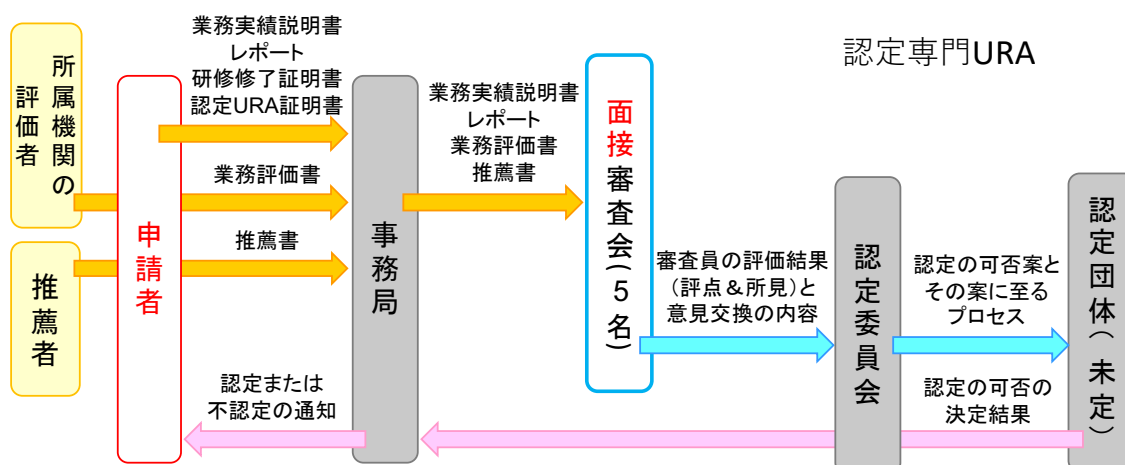 認定専門URA
所属機関の
評価者
推薦者
申請者
業務実績説明書
レポート
研修修了証明書
認定URA証明書
業務評価書
推薦書
事務局
業務実績説明書
レポート
業務評価書
推薦書
面接審査会(5名)
審査員の評価結果
(評点&所見)と
意見交換の内容
認定委員会
認定の可否案と
その案に至る
プロセス
認定団体(未定)
認定の可否の
決定結果
認定または
不認定の通知